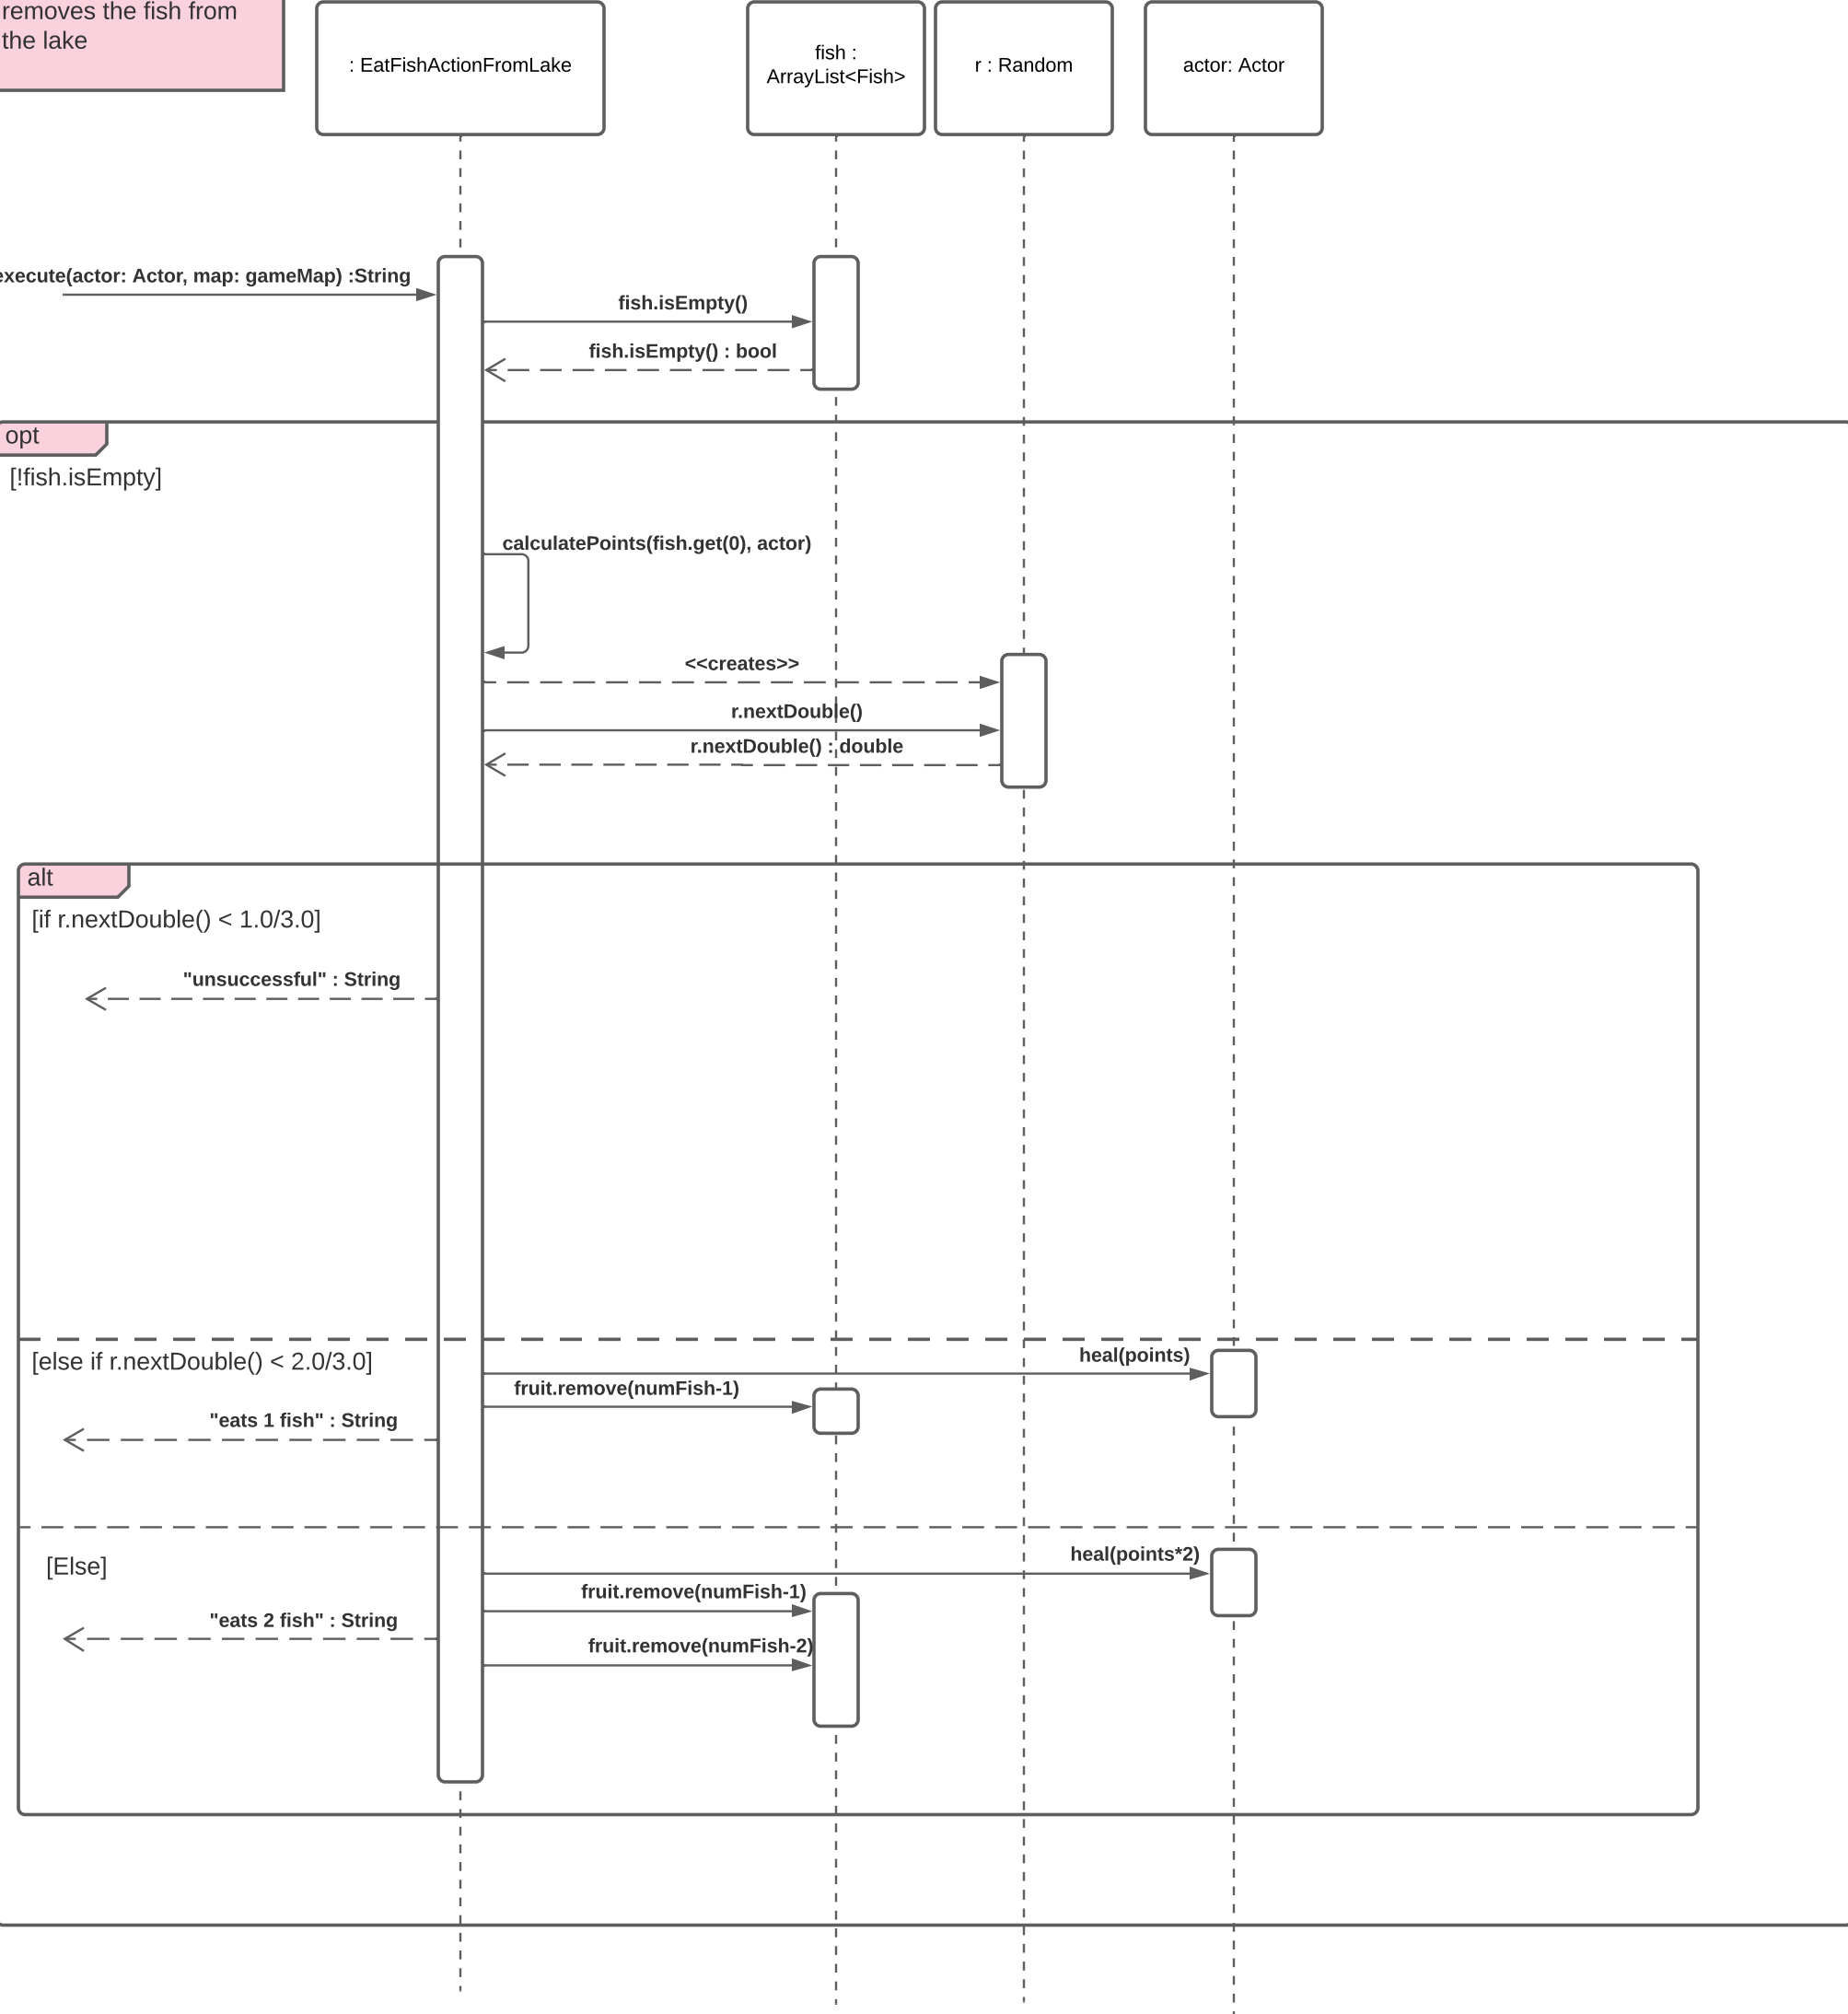 removes the fish from
the lake
: EatFishActionFromLake
fish :
ArrayList<Fish>
r : Random
actor: Actor
execute(actor: Actor, map: gameMap) :String
fish.isEmpty()
fish.isEmpty() : bool
opt
[!fish.isEmpty]
calculatePoints(fish.get(0), actor)
<<creates>>
r.nextDouble()
r.nextDouble() : double
alt
[if r.nextDouble() < 1.0/3.0]
"unsuccessful" : String
[else if r.nextDouble() < 2.0/3.0]
heal(points)
fruit.remove(numFish-1)
"eats 1 fish" : String
[Else]
heal(points*2)
fruit.remove(numFish-1)
"eats 2 fish" : String
fruit.remove(numFish-2)